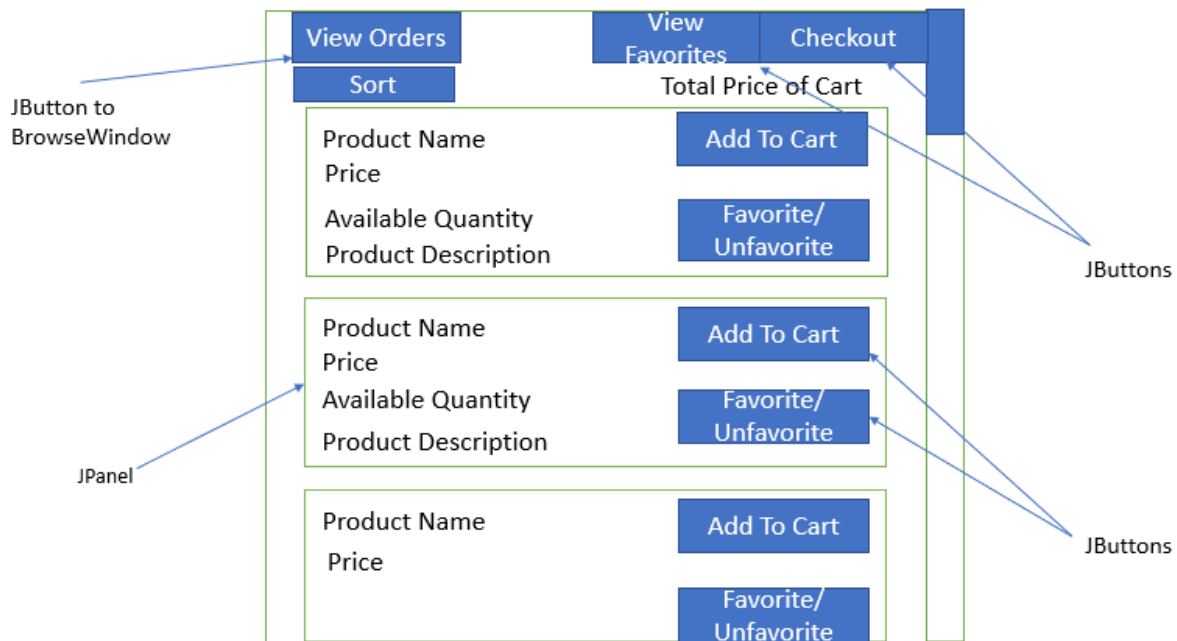 View Orders
View
Favorites
Checkout
Sort
Total Price of Cart
JButton to
BrowseWindow
Product Name
Add To Cart
Price
Available Quantity
Favorite/
Unfavorite
Product Description
JButtons
Product Name
Add To Cart
Price
Available Quantity
Favorite/
Unfavorite
Product Description
JPanel
Product Name
Add To Cart
Price
JButtons
Favorite/
Unfavorite